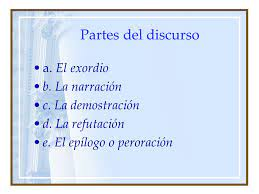 Partes del discurso
• a. El exordio
• b. La narración
• c. La demostración
• d. La refutación
• e. El epílogo o peroración